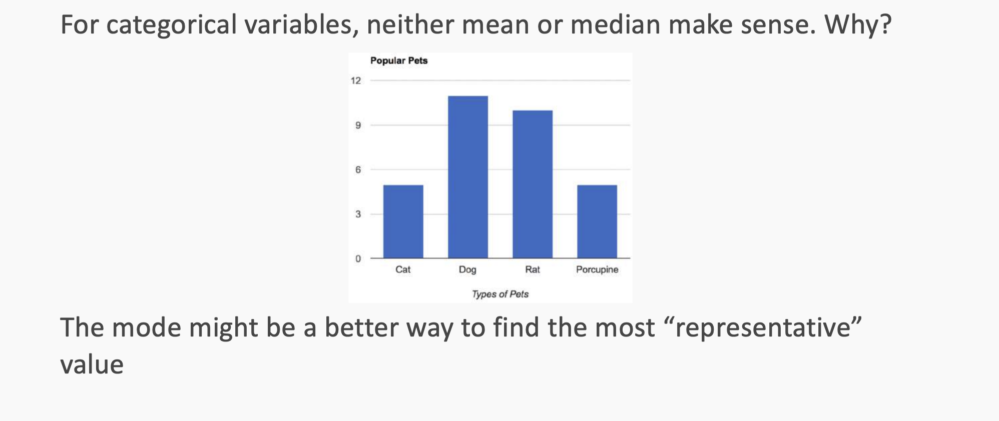 For categorical variables, neither mean or median make sense. Why?
Popular Pets
12
9
6
3
0
Cat Dog Rat Porcupine
Types of Pets
The mode might be a better way to find the most “representative”
value